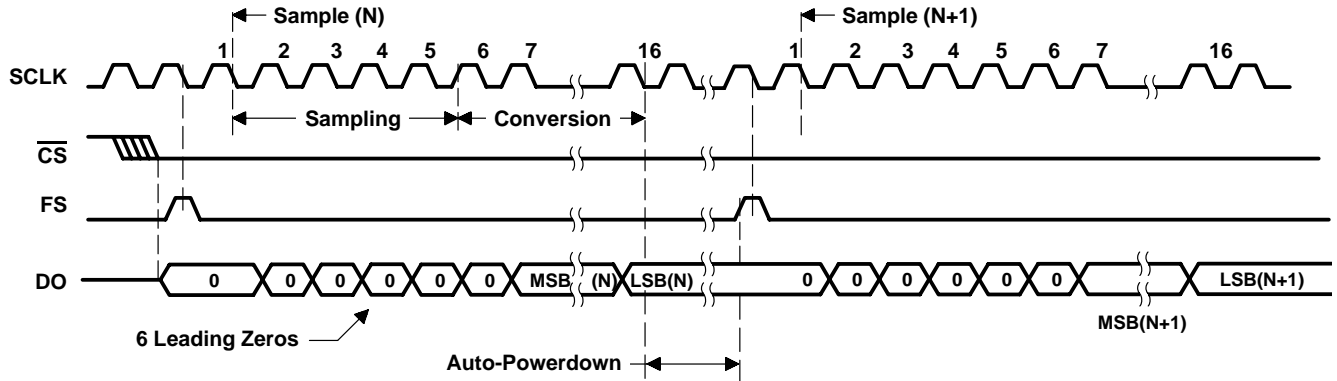 Sample (N) Sample (N+1)
1 2 3 4 5 6 7 16 1 2 3 4 5 6 7 16
SCLK
Sampling Conversion
CS
FS
DO 0 0 0 0 0 0 MSB (N) LSB(N) 0 0 0 0 0 0 LSB(N+1)
MSB(N+1)
6 Leading Zeros
Auto-Powerdown